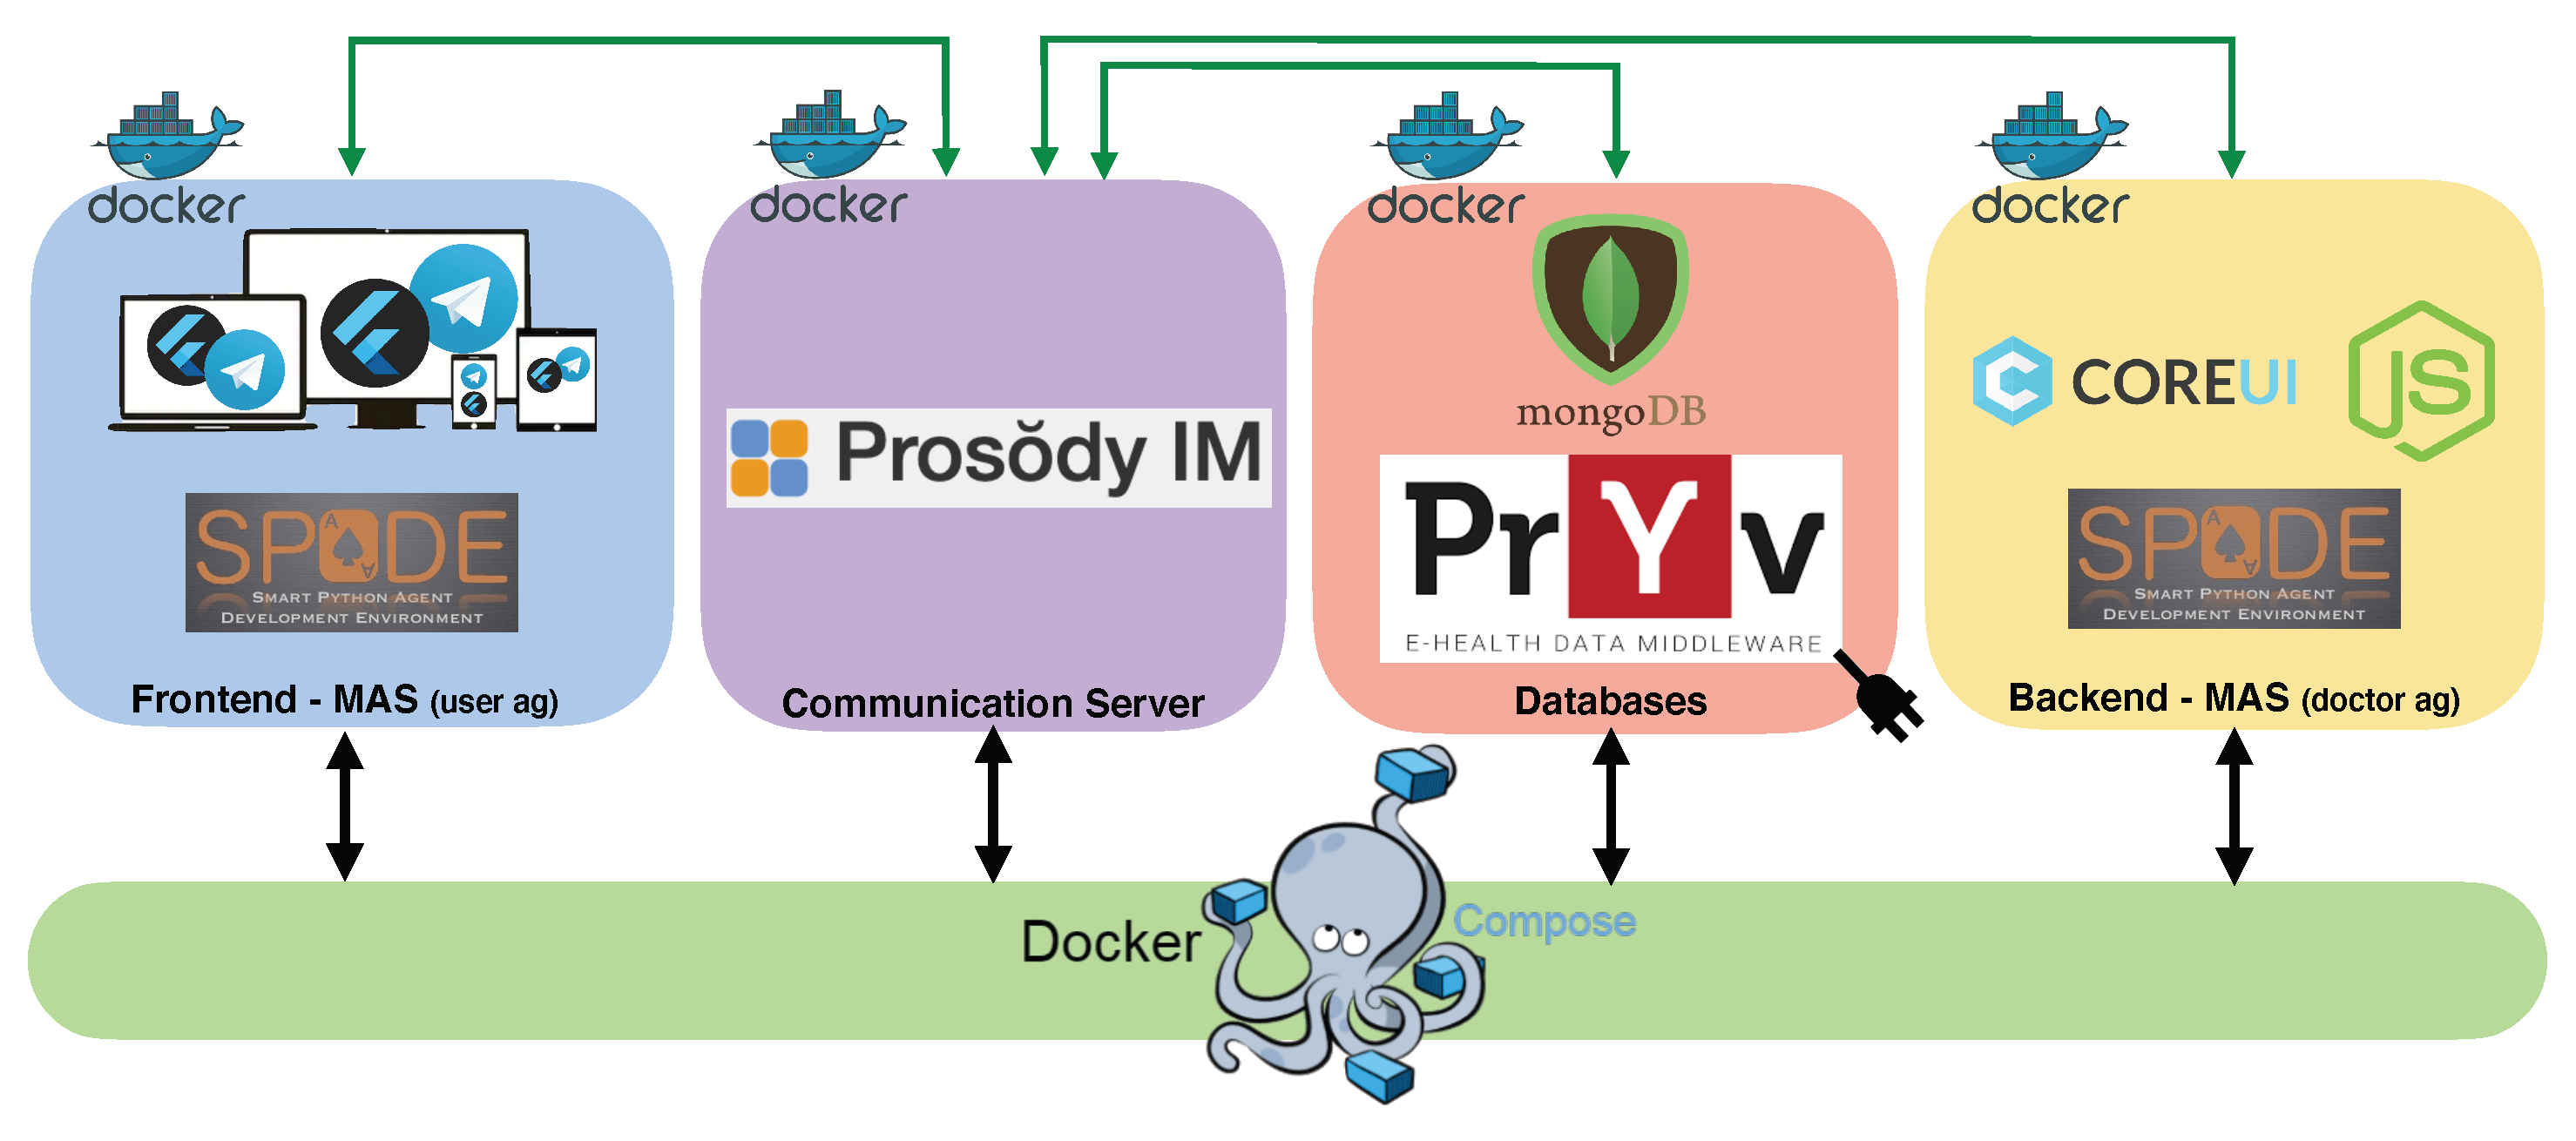 docker
docker
docker
docker
SPADE
SMART PYTHON AGENT
DEVELOPMENT ENVIRONMENT
Frontend - MAS (user ag)
Prosŏdy IM
Communication Server
mongoDB
PrYv
E-HEALTH DATA MIDDLEWARE
Databases
COREUI
JS
SPADE
SMART PYTHON AGENT
DEVELOPMENT ENVIRONMENT
Backend - MAS (doctor ag)
Docker
Compose